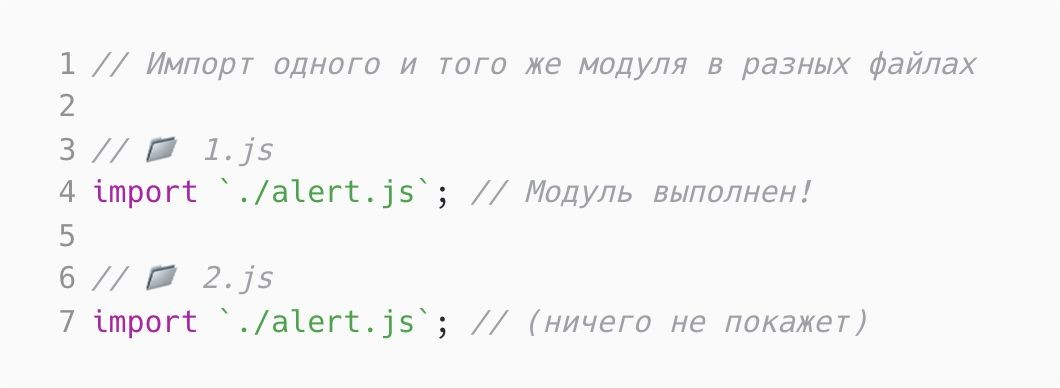 1 // Импорт одного и того же модуля в разных файлах
2
3 // 📁 1.js
4 import `./alert.js`; // Модуль выполнен!
5
6 // 📁 2.js
7 import `./alert.js`; // (ничего не покажет)